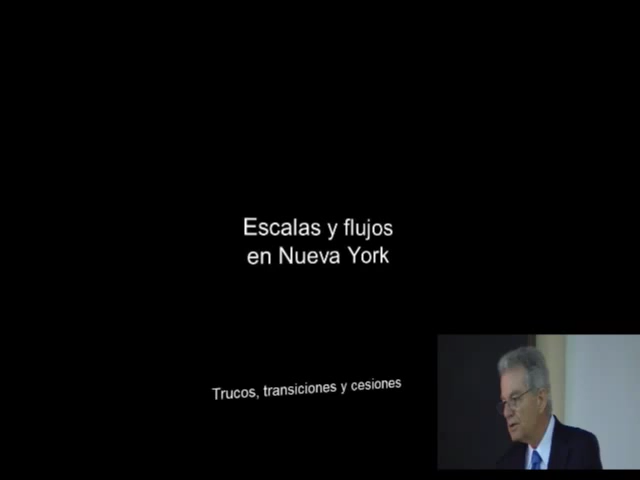 Escalas y flujos
en Nueva York
Trucos, transiciones y cesiones